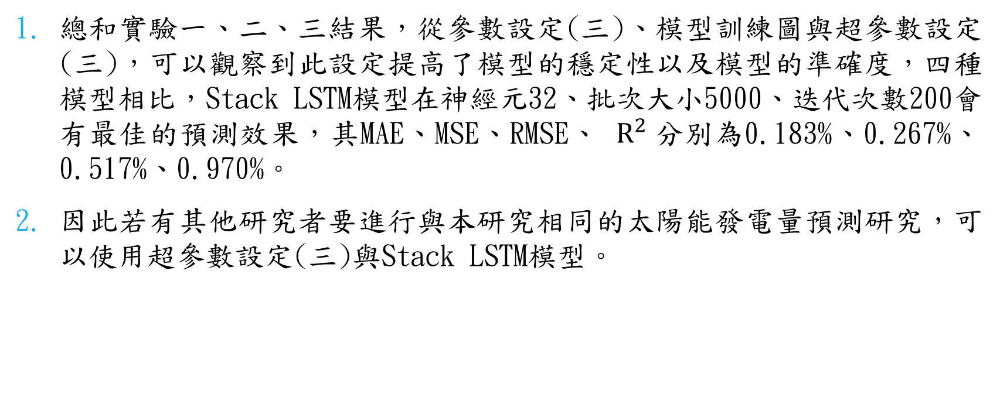 1. 總和實驗一、二、三結果，從參數設定(三)、模型訓練圖與超參數設定
(三)，可以觀察到此設定提高了模型的穩定性以及模型的準確度，四種
模型相比，Stack LSTM模型在神經元32、批次大小5000、迭代次數200會
有最佳的預測效果，其MAE、MSE、RMSE、 R² 分別為0.183%、0.267%、
0.517%、0.970%。
2. 因此若有其他研究者要進行與本研究相同的太陽能發電量預測研究，可
以使用超參數設定(三)與Stack LSTM模型。